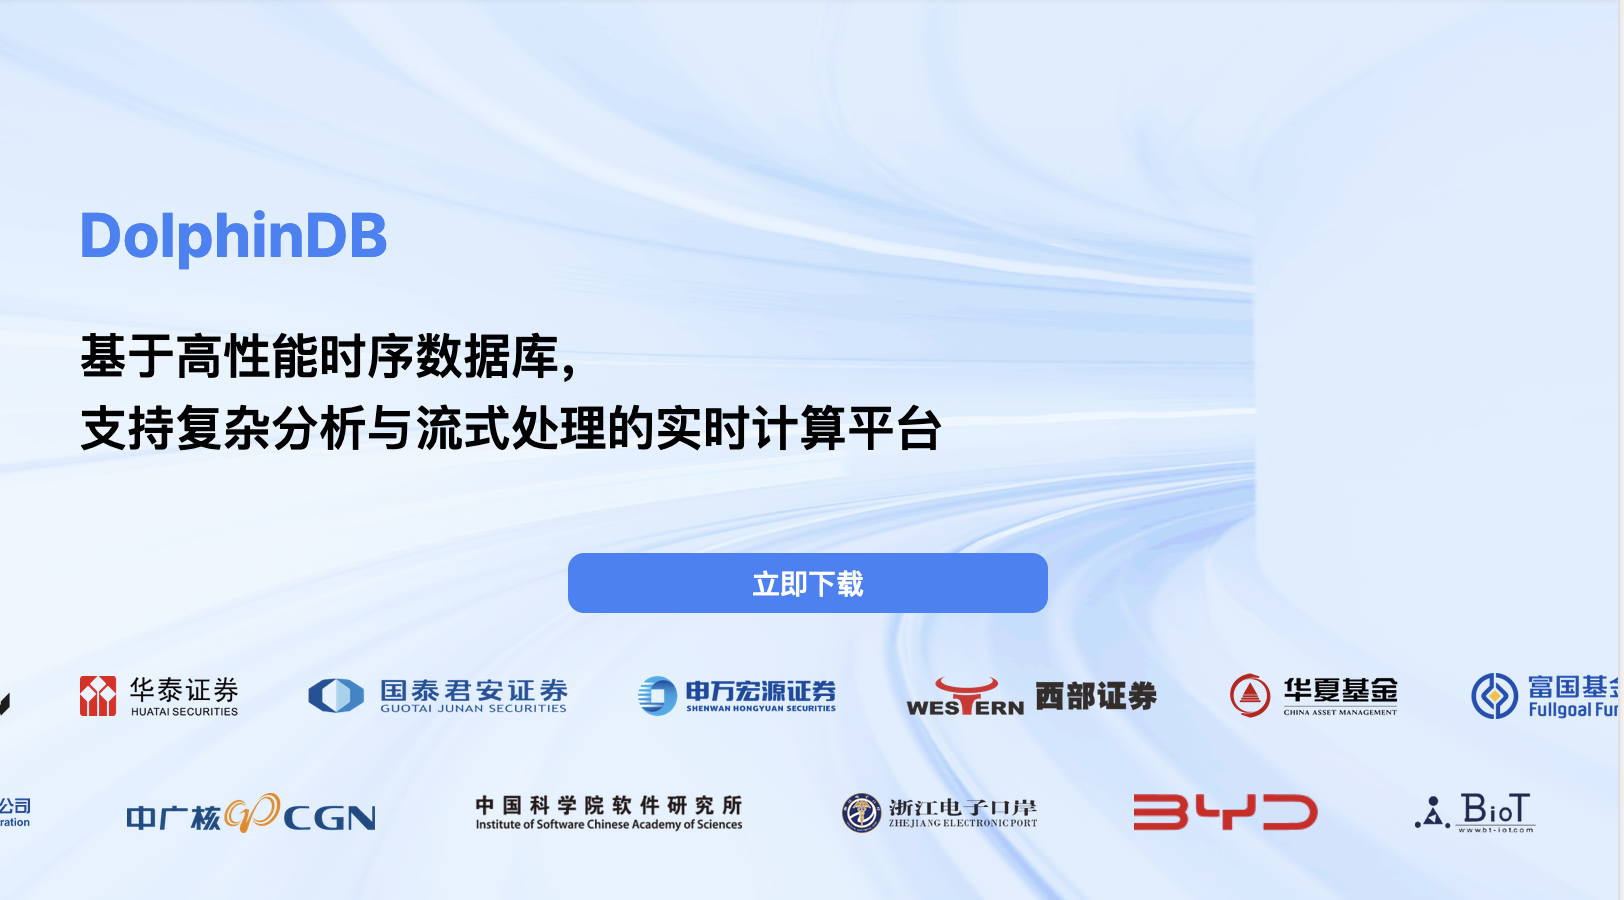 DolphinDB
基于高性能时序数据库，
支持复杂分析与流式处理的实时计算平台
立即下载
华泰证券
HUATAI SECURITIES
国泰君安证券
GUOTAI JUNAN SECURITIES
申万宏源证券
SHENWAN HONGYUAN SECURITIES
WESTERN 西部证券
华夏基金
CHINA ASSET MANAGEMENT
富国基金
Fullgoal Fun
公司
ration
中广核 CGN
中国科学院软件研究所
Institute of Software Chinese Academy of Sciences
浙江电子口岸
ZHEJIANG ELECTRONIC PORT
BYD
BioT
www.bt-iot.com